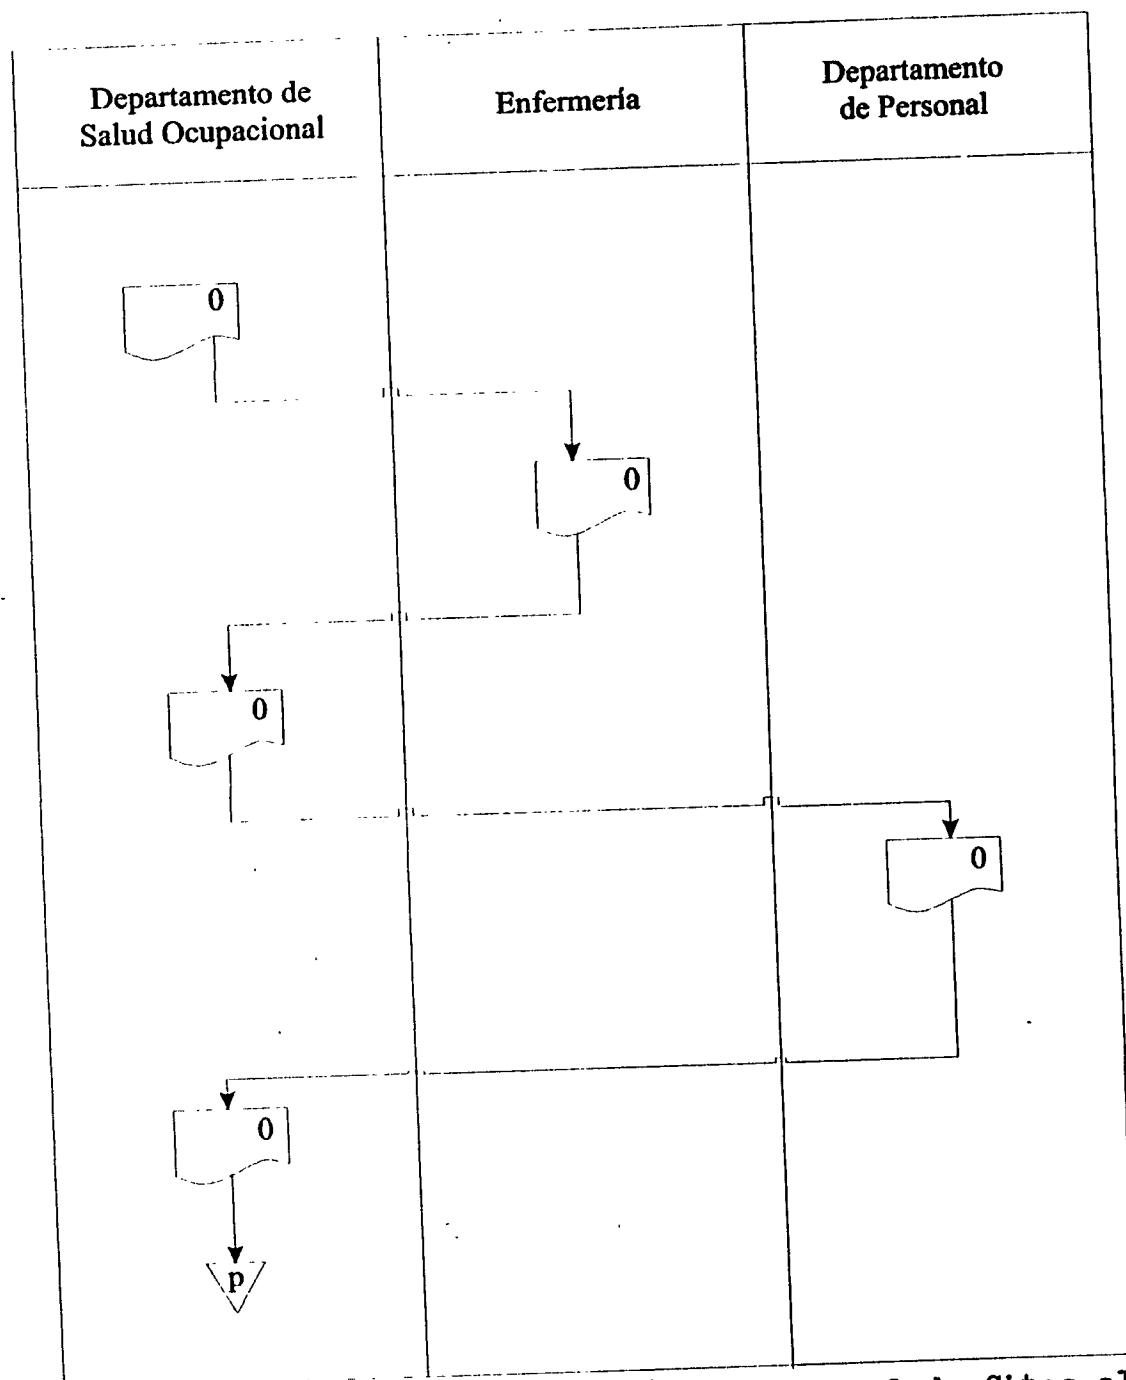 Departamento de
Salud Ocupacional
Enfermería
Departamento
de Personal
0
0
0
0
0
p